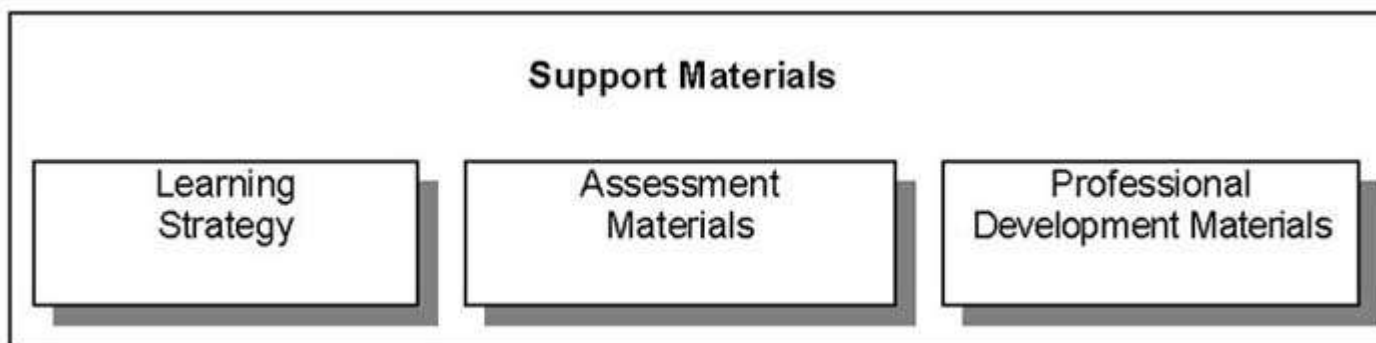 Support Materials
Learning
Strategy
Assessment
Materials
Professional
Development Materials